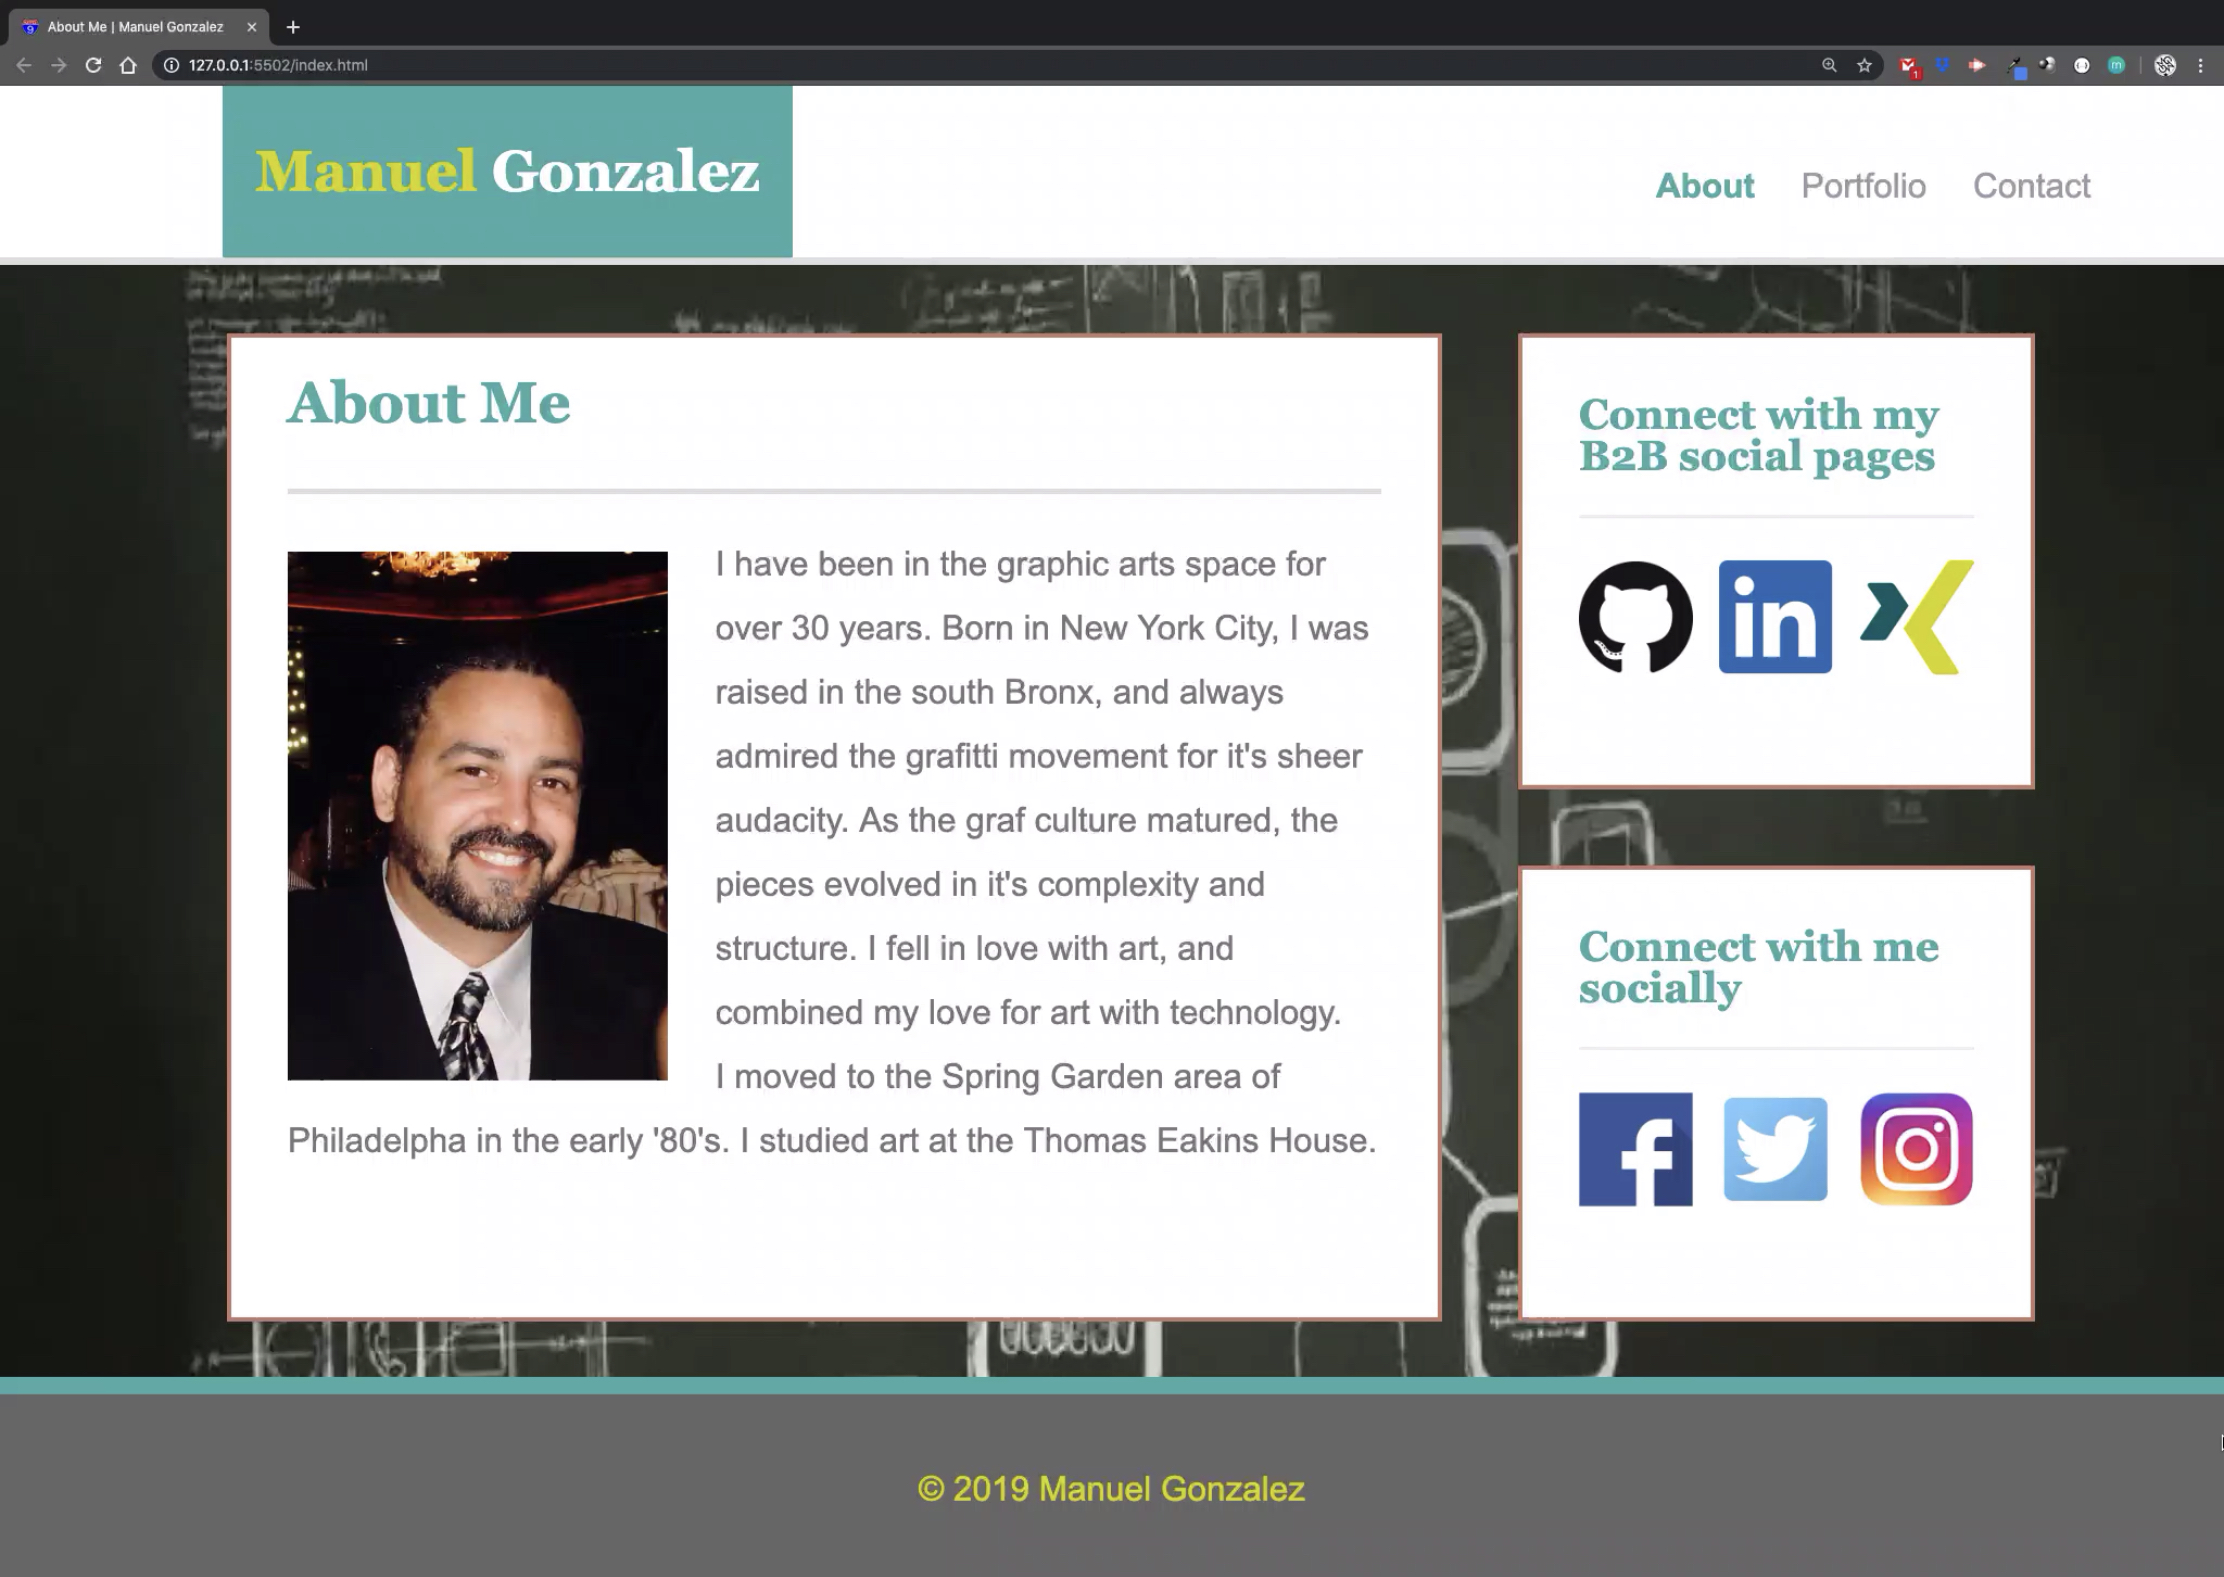 About Me | Manuel Gonzalez
127.0.0.1:5502/index.html
1
m
Manuel Gonzalez
About
Portfolio
Contact
About Me
I have been in the graphic arts space for
over 30 years. Born in New York City, I was
raised in the south Bronx, and always
admired the grafitti movement for it's sheer
audacity. As the graf culture matured, the
pieces evolved in it's complexity and
structure. I fell in love with art, and
combined my love for art with technology.
I moved to the Spring Garden area of
Philadelpha in the early '80's. I studied art at the Thomas Eakins House.
Connect with my
B2B social pages
in
Connect with me
socially
f
© 2019 Manuel Gonzalez